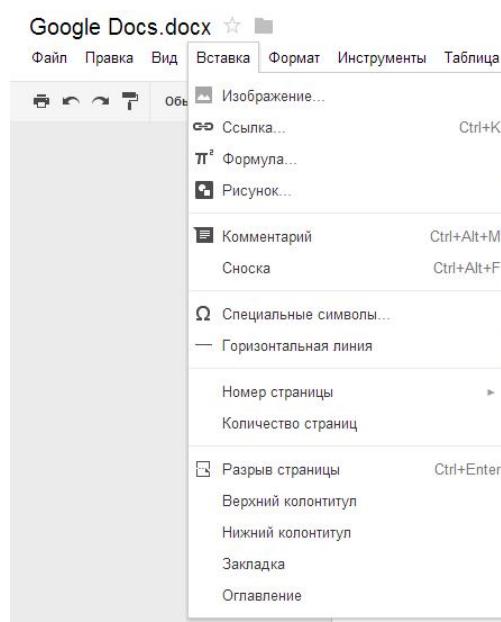 Google Docs.docx
Файл Правка Вид Вставка Формат Инструменты Таблица
Изображение...
Ссылка... Ctrl+K
π² Формула...
Рисунок...
Комментарий Ctrl+Alt+M
Сноска Ctrl+Alt+F
Ω Специальные символы...
Горизонтальная линия
Номер страницы
Количество страниц
Разрыв страницы Ctrl+Enter
Верхний колонтитул
Нижний колонтитул
Закладка
Оглавление